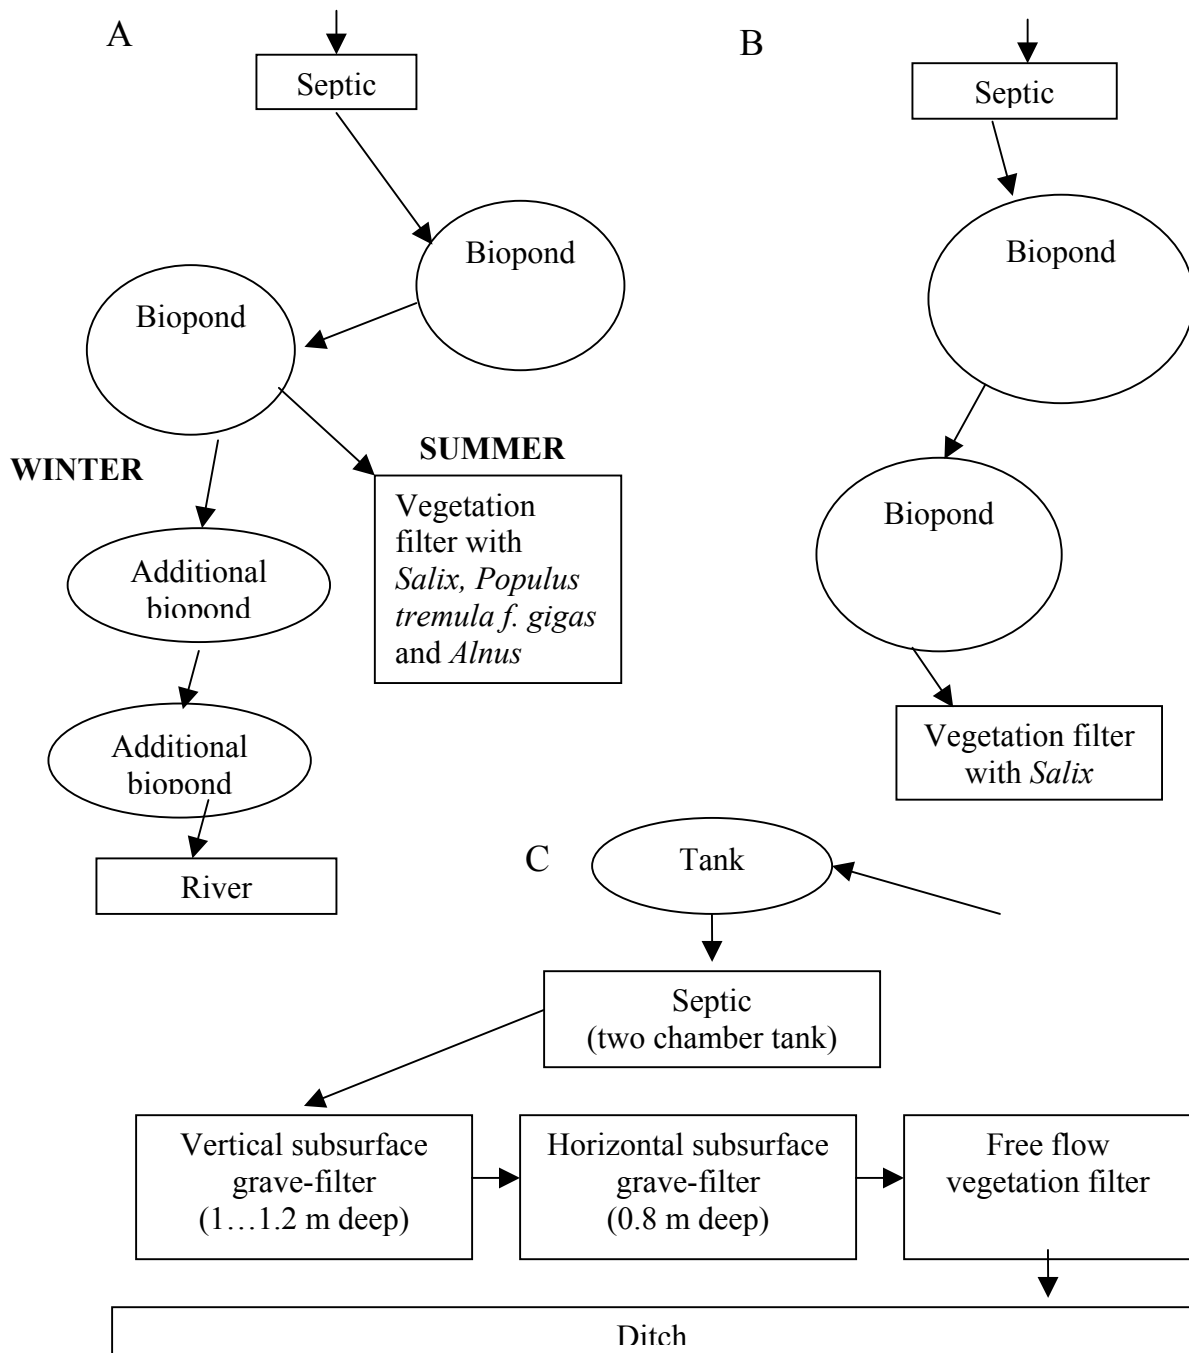 A
Septic
Biopond
Biopond
WINTER
SUMMER
Vegetation
filter with
Salix, Populus
tremula f. gigas
and Alnus
Additional
biopond
Additional
biopond
River
B
Septic
Biopond
Biopond
Vegetation filter
with Salix
C
Tank
Septic
(two chamber tank)
Vertical subsurface
grave-filter
(1…1.2 m deep)
Horizontal subsurface
grave-filter
(0.8 m deep)
Free flow
vegetation filter
Ditch